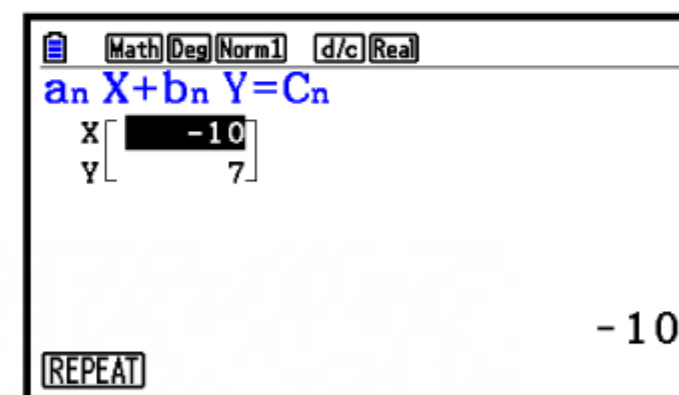 Math Deg Norm1 d/c Real
an X+bn Y=Cn
X[ -10]
Y[ 7]
-10
REPEAT